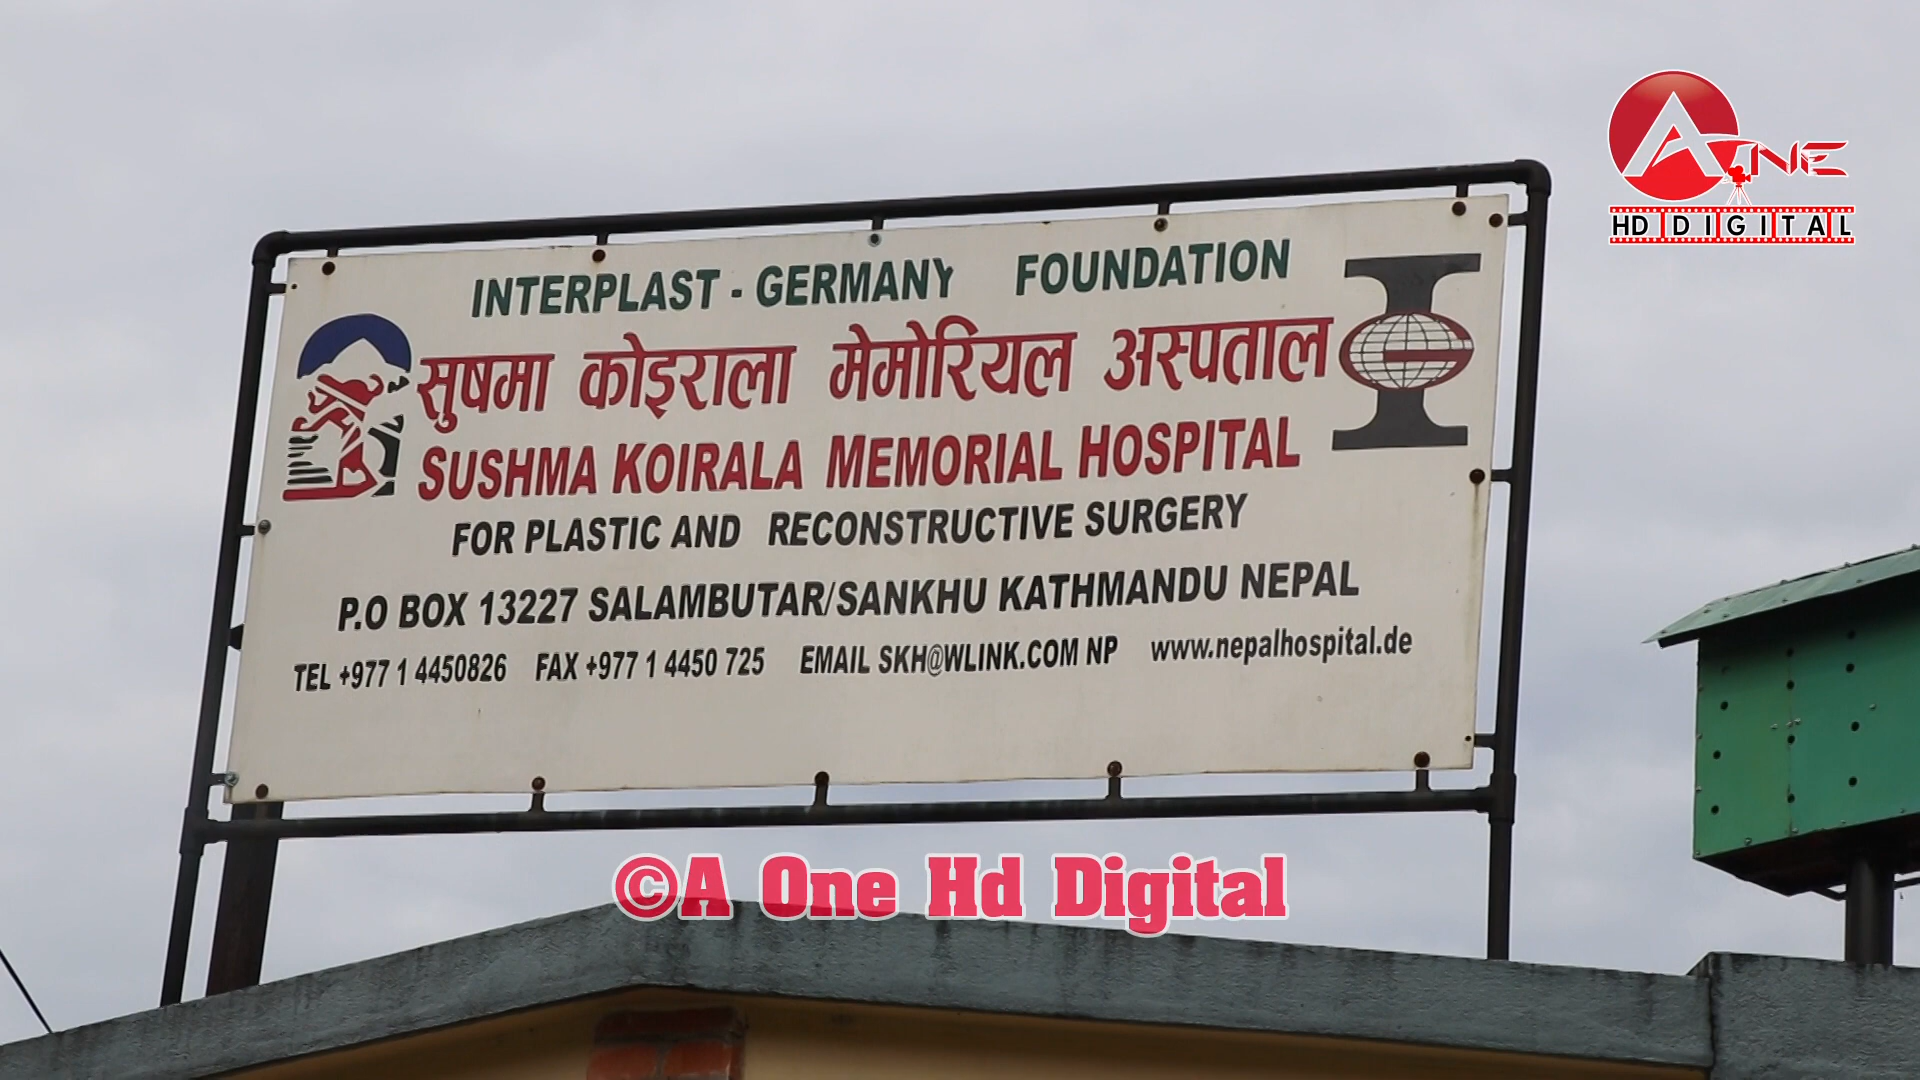 INTERPLAST - GERMANY FOUNDATION
सुषमा कोइराला मेमोरियल अस्पताल
SUSHMA KOIRALA MEMORIAL HOSPITAL
FOR PLASTIC AND RECONSTRUCTIVE SURGERY
P.O BOX 13227 SALAMBUTAR/SANKHU KATHMANDU NEPAL
TEL +977 1 4450826 FAX +977 1 4450 725 EMAIL SKH@WLINK.COM NP www.nepalhospital.de
A ONE
HD DIGITAL
©A One Hd Digital